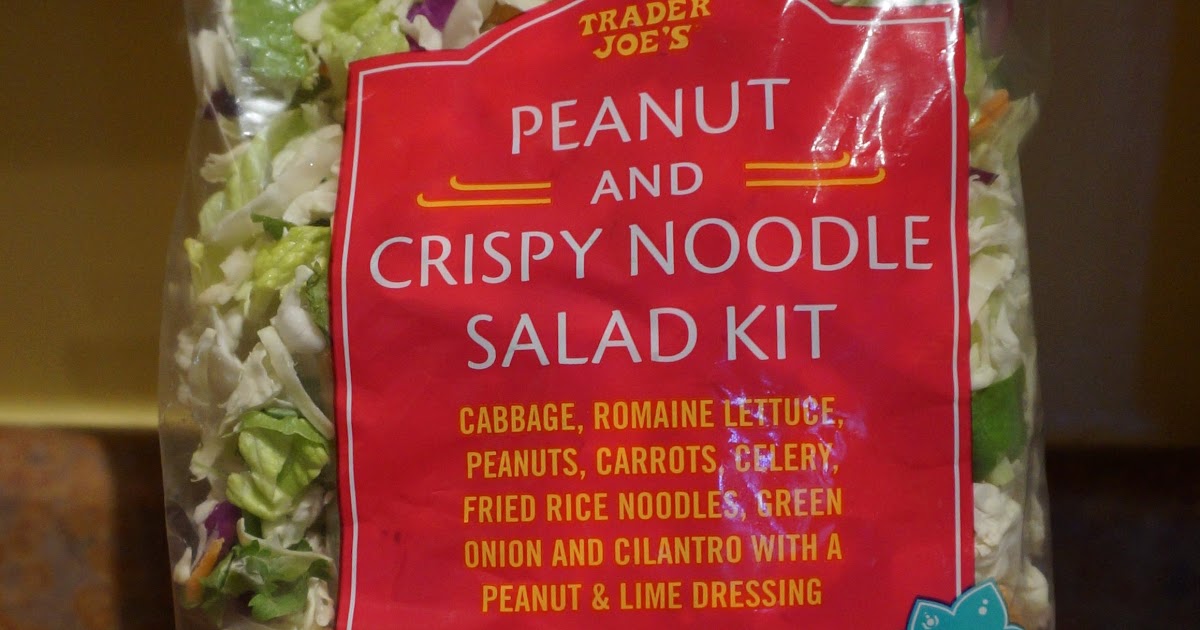 TRADER
JOE'S
PEANUT
AND
CRISPY NOODLE
SALAD KIT
CABBAGE, ROMAINE LETTUCE,
PEANUTS, CARROTS, CELERY,
FRIED RICE NOODLES, GREEN
ONION AND CILANTRO WITH A
PEANUT & LIME DRESSING